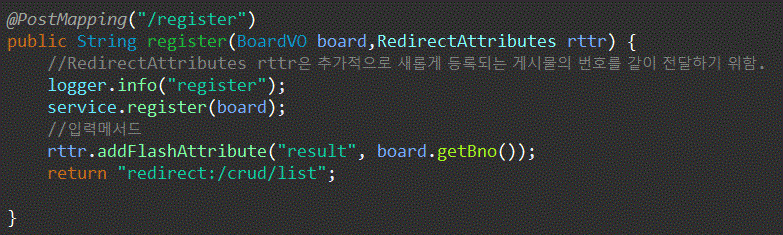 @PostMapping("/register")
public String register(BoardVO board,RedirectAttributes rttr) {
//RedirectAttributes rttr은 추가적으로 새롭게 등록되는 게시물의 번호를 같이 전달하기 위함.
logger.info("register");
service.register(board);
//입력메서드
rttr.addFlashAttribute("result", board.getBno());
return "redirect:/crud/list";
}